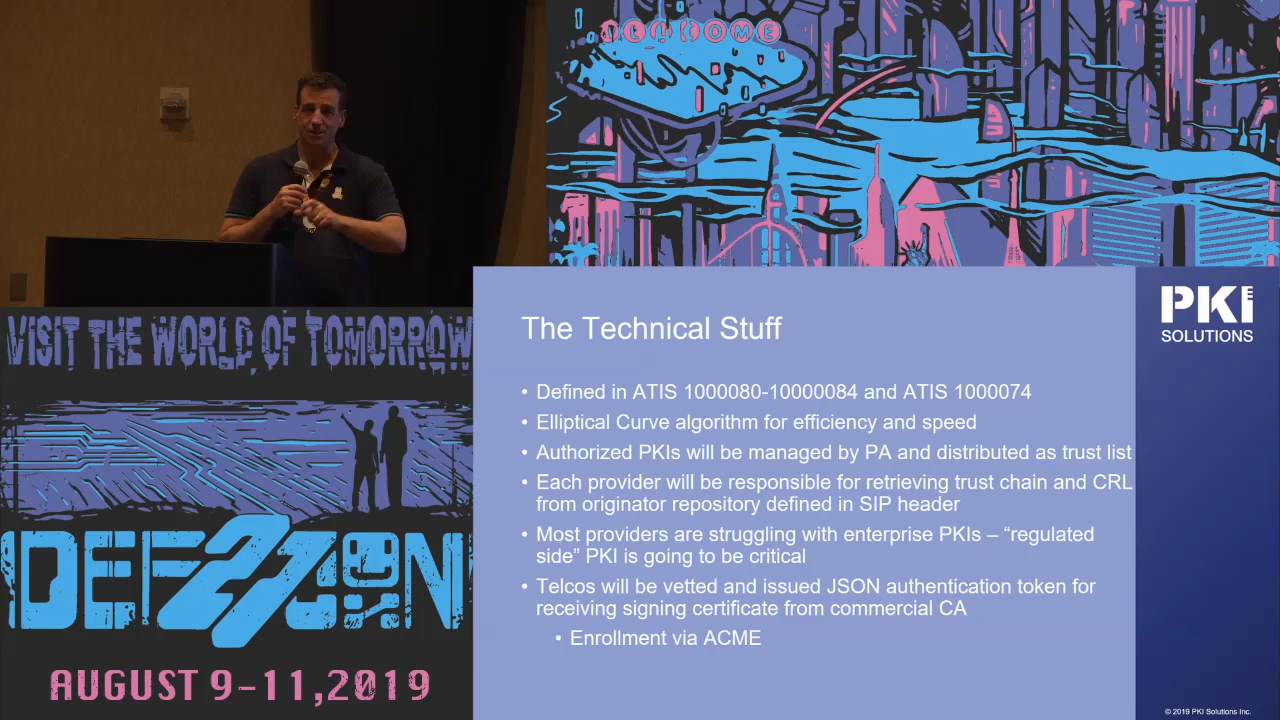 WELCOME
VISIT THE WORLD OF TOMORROW
DEF 27 CON
AUGUST 9-11,2019
PKI
SOLUTIONS
The Technical Stuff
• Defined in ATIS 1000080-10000084 and ATIS 1000074
• Elliptical Curve algorithm for efficiency and speed
• Authorized PKIs will be managed by PA and distributed as trust list
• Each provider will be responsible for retrieving trust chain and CRL
from originator repository defined in SIP header
• Most providers are struggling with enterprise PKIs – “regulated
side” PKI is going to be critical
• Telcos will be vetted and issued JSON authentication token for
receiving signing certificate from commercial CA
• Enrollment via ACME
© 2019 PKI Solutions Inc.